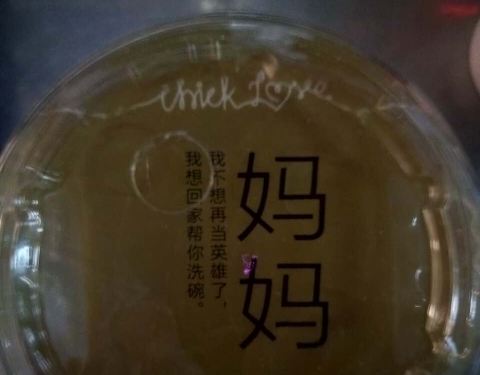 chick Love
妈妈
我不想再当英雄了，
我想回家帮你洗碗。